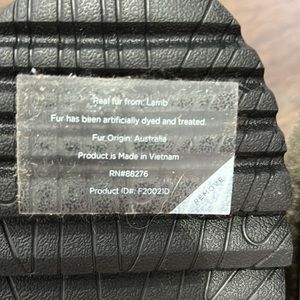 Real fur from: Lamb
Fur has been artificially dyed and treated.
Fur Origin: Australia
Product is Made in Vietnam
RN#88276
Product ID#: F20021D
REMOVE